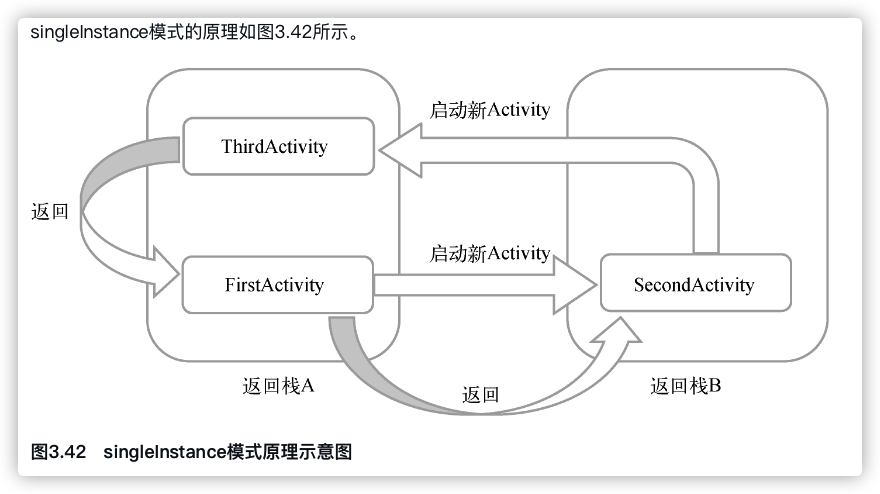 singleInstance模式的原理如图3.42所示。
启动新Activity
ThirdActivity
返回
启动新Activity
FirstActivity
SecondActivity
返回栈A
返回
返回栈B
图3.42 singleInstance模式原理示意图